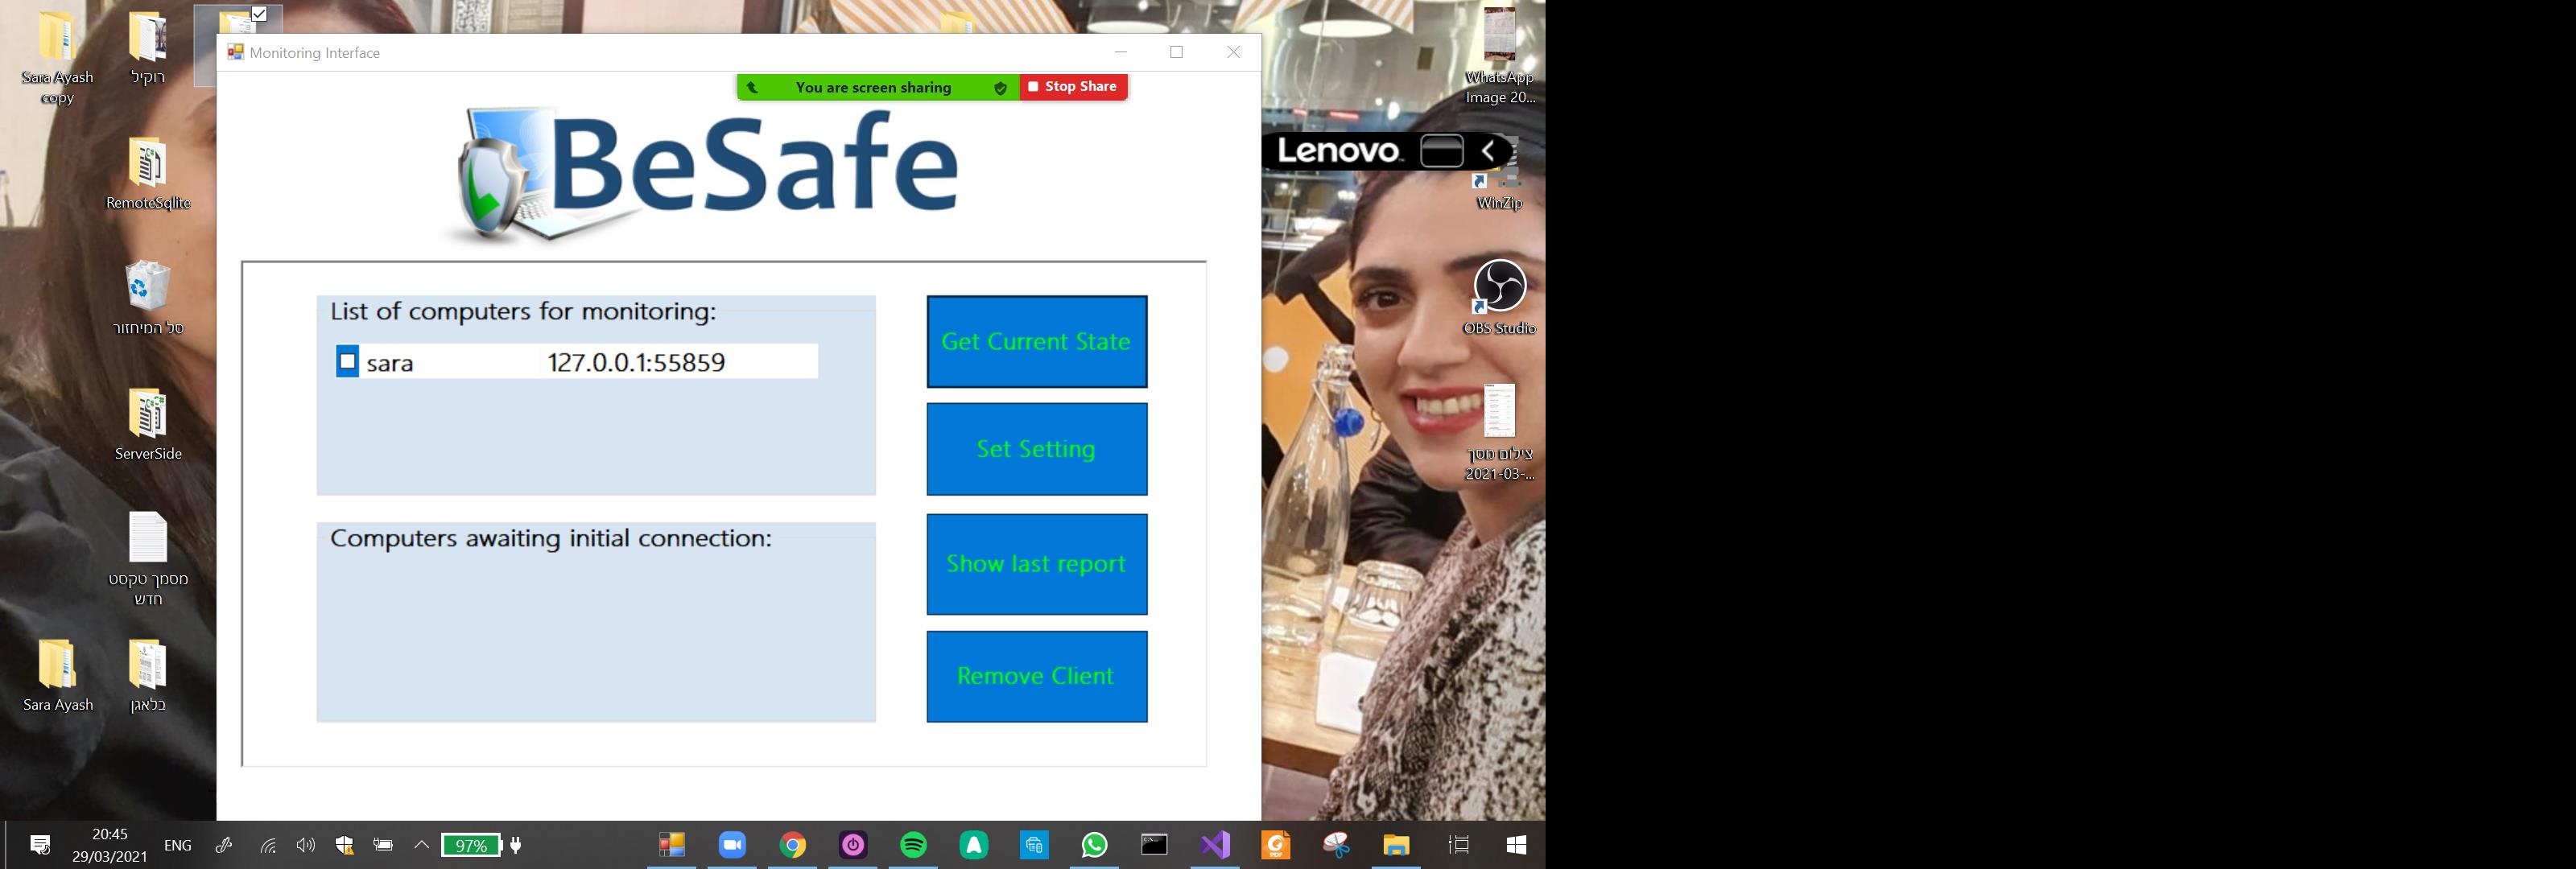 Sara Ayash
copy
רוקיל
Monitoring Interface
You are screen sharing
Stop Share
BeSafe
WhatsApp
Image 20...
Lenovo
RemoteSqlite
WinZip
List of computers for monitoring:
sara 127.0.0.1:55859
Get Current State
סל המיחזור
OBS Studio
Set Setting
ServerSide
צילום מסך
2021-03-...
Computers awaiting initial connection:
Show last report
מסמך טקסט
חדש
Remove Client
Sara Ayash
בלאגן
20:45
29/03/2021
ENG
97%
PDF